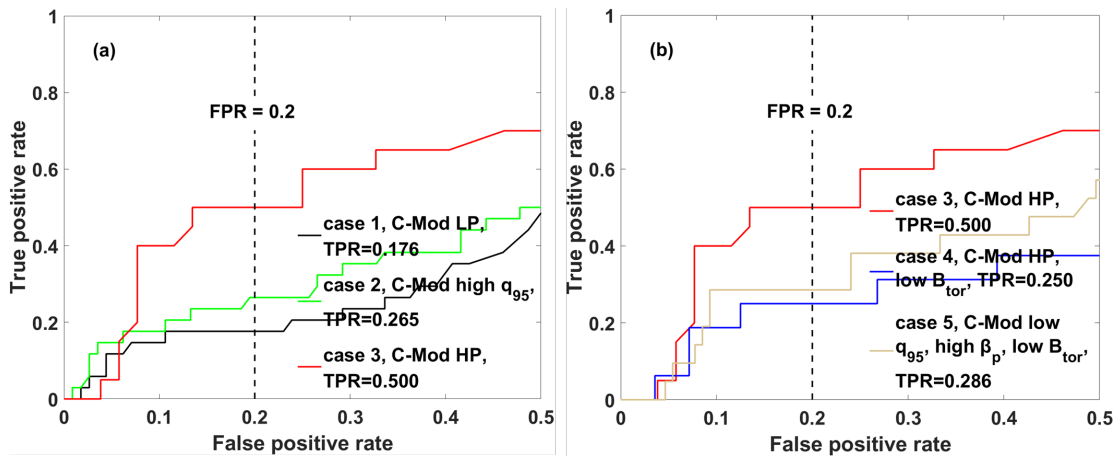 1
(a)
0.8
FPR = 0.2
0.6
True positive rate
0.4
case 1, C-Mod LP,
TPR=0.176
case 2, C-Mod high q95,
TPR=0.265
case 3, C-Mod HP,
TPR=0.500
0.2
0
0 0.1 0.2 0.3 0.4 0.5
False positive rate
1
(b)
0.8
FPR = 0.2
0.6
True positive rate
0.4
case 3, C-Mod HP,
TPR=0.500
case 4, C-Mod HP,
low Btor, TPR=0.250
case 5, C-Mod low
q95, high βp, low Btor,
TPR=0.286
0.2
0
0 0.1 0.2 0.3 0.4 0.5
False positive rate